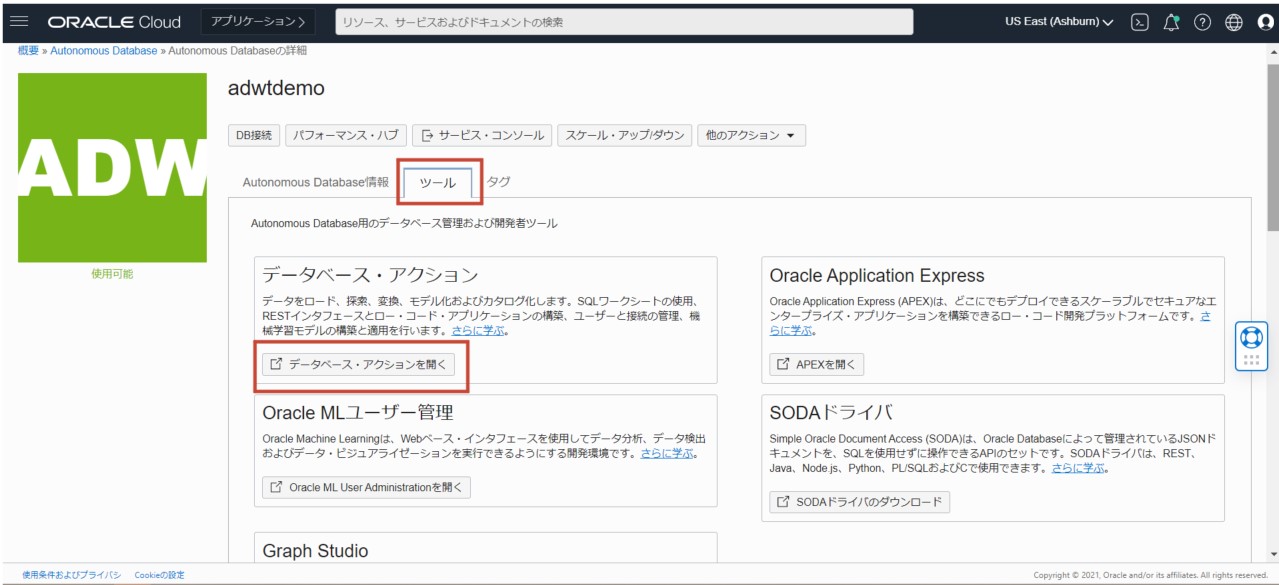 ORACLE Cloud
アプリケーション >
リソース、サービスおよびドキュメントの検索
US East (Ashburn)
概要 » Autonomous Database » Autonomous Databaseの詳細
ADW
使用可能
adwtdemo
DB接続
パフォーマンス・ハブ
サービス・コンソール
スケール・アップ/ダウン
他のアクション
Autonomous Database情報
ツール
タグ
Autonomous Database用のデータベース管理および開発者ツール
データベース・アクション
データをロード、探索、変換、モデル化およびカタログ化します。SQLワークシートの使用、
RESTインタフェースとロー・コード・アプリケーションの構築、ユーザーと接続の管理、機
械学習モデルの構築と適用を行います。さらに学ぶ。
データベース・アクションを開く
Oracle Application Express
Oracle Application Express (APEX)は、どこにでもデプロイできるスケーラブルでセキュアなエ
ンタープライズ・アプリケーションを構築できるロー・コード開発プラットフォームです。さ
らに学ぶ。
APEXを開く
Oracle MLユーザー管理
Oracle Machine Learningは、Webベース・インタフェースを使用してデータ分析、データ検出
およびデータ・ビジュアライゼーションを実行できるようにする開発環境です。さらに学ぶ。
Oracle ML User Administrationを開く
SODAドライバ
Simple Oracle Document Access (SODA)は、Oracle Databaseによって管理されているJSONド
キュメントを、SQLを使用せずに操作できるAPIのセットです。SODAドライバは、REST、
Java、Node.js、Python、PL/SQLおよびCで使用できます。さらに学ぶ。
SODAドライバのダウンロード
Graph Studio
使用条件およびプライバシ
Cookieの設定
Copyright © 2021, Oracle and/or its affiliates. All rights reserved.